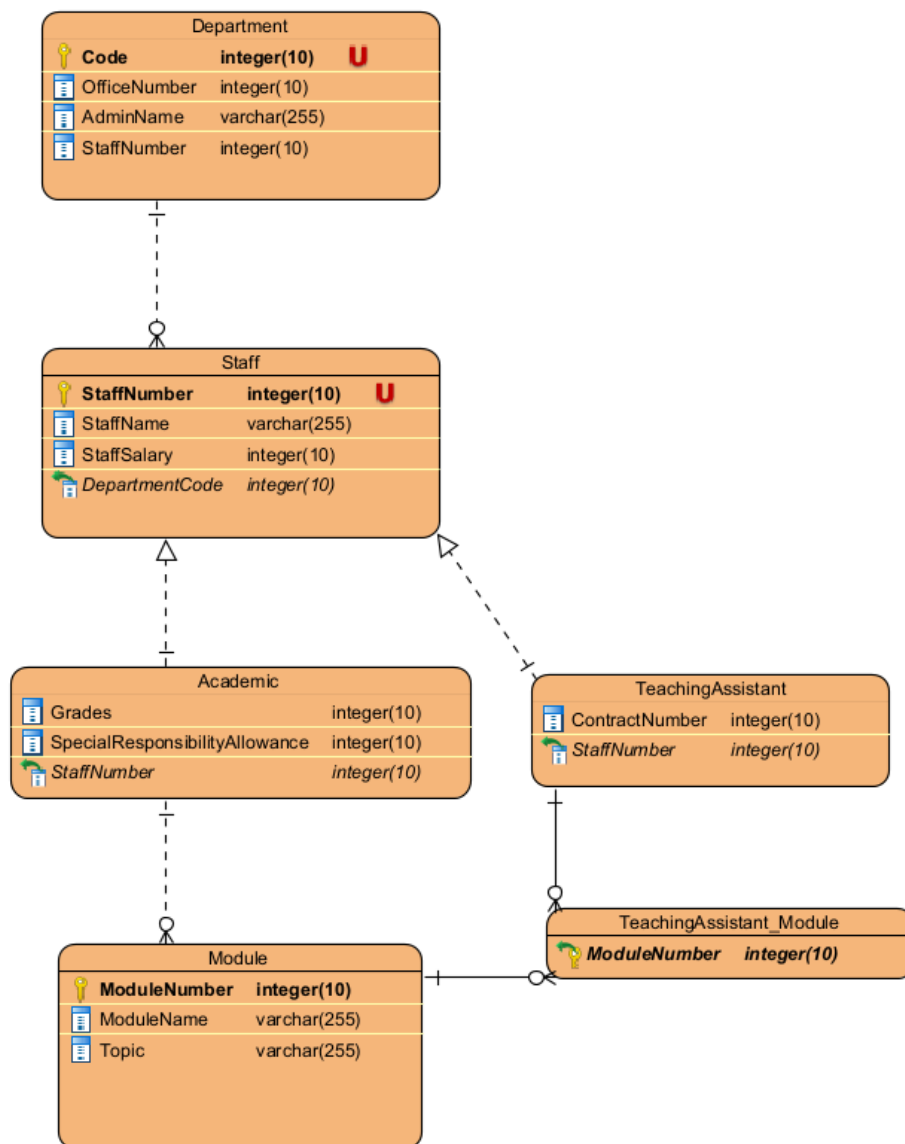 Department
Code integer(10) U
OfficeNumber integer(10)
AdminName varchar(255)
StaffNumber integer(10)
Staff
StaffNumber integer(10) U
StaffName varchar(255)
StaffSalary integer(10)
DepartmentCode integer(10)
Academic
Grades integer(10)
SpecialResponsibilityAllowance integer(10)
StaffNumber integer(10)
TeachingAssistant
ContractNumber integer(10)
StaffNumber integer(10)
TeachingAssistant_Module
ModuleNumber integer(10)
Module
ModuleNumber integer(10)
ModuleName varchar(255)
Topic varchar(255)